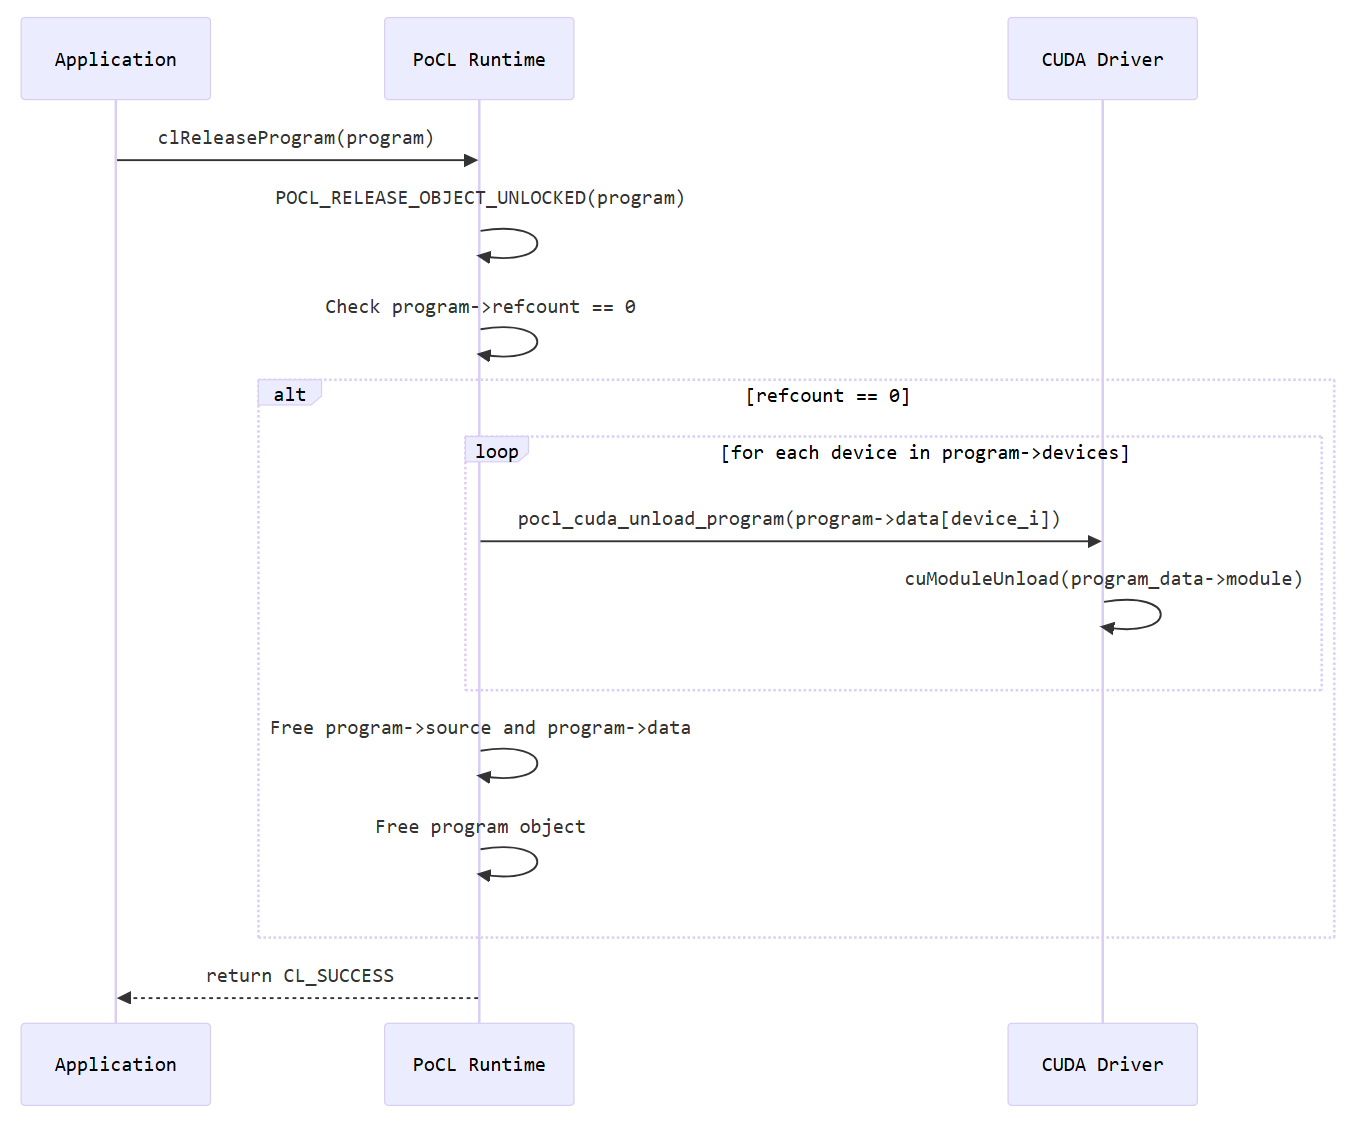 Application
PoCL Runtime
CUDA Driver
clReleaseProgram(program)
POCL_RELEASE_OBJECT_UNLOCKED(program)
Check program->refcount == 0
alt
[refcount == 0]
loop
[for each device in program->devices]
pocl_cuda_unload_program(program->data[device_i])
cuModuleUnload(program_data->module)
Free program->source and program->data
Free program object
return CL_SUCCESS
Application
PoCL Runtime
CUDA Driver